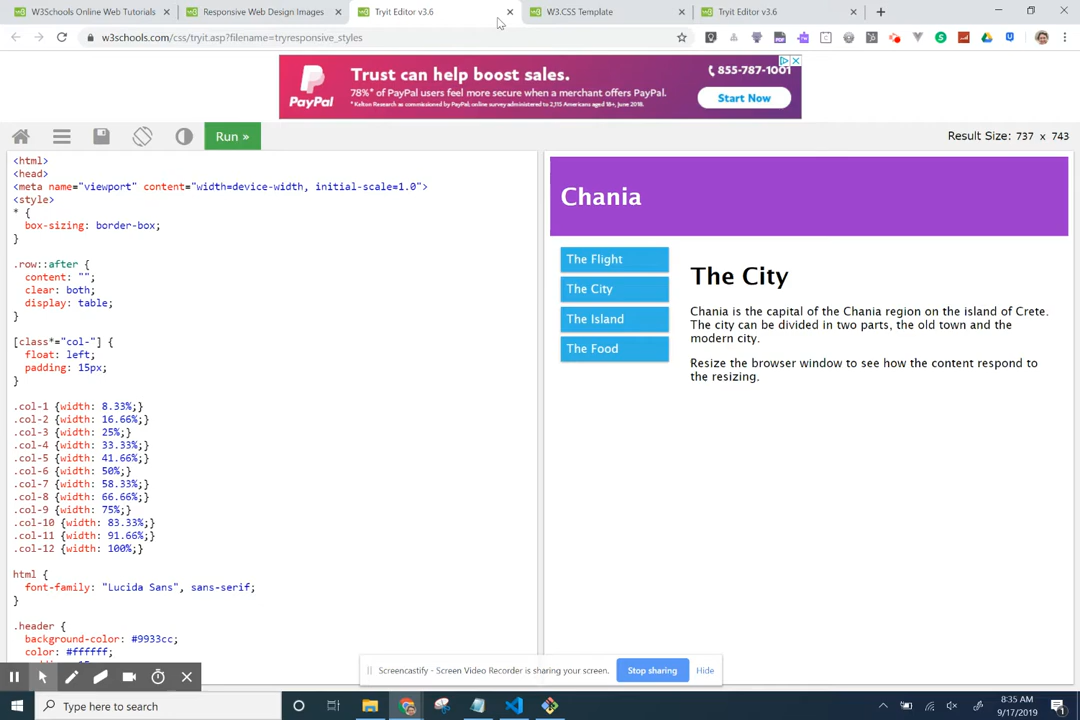 W3Schools Online Web Tutorials
Responsive Web Design Images
Tryit Editor v3.6
W3.CSS Template
Tryit Editor v3.6
w3schools.com/css/tryit.asp?filename=tryresponsive_styles
PayPal
Trust can help boost sales.
78%* of PayPal users feel more secure when a merchant offers PayPal.
855-787-1001
Start Now
Run »
Result Size: 737 x 743
<html>
<head>
<meta name="viewport" content="width=device-width, initial-scale=1.0">
<style>
* {
box-sizing: border-box;
}
.row::after {
content: "";
clear: both;
display: table;
}
[class*="col-"] {
float: left;
padding: 15px;
}
.col-1 {width: 8.33%;}
.col-2 {width: 16.66%;}
.col-3 {width: 25%;}
.col-4 {width: 33.33%;}
.col-5 {width: 41.66%;}
.col-6 {width: 50%;}
.col-7 {width: 58.33%;}
.col-8 {width: 66.66%;}
.col-9 {width: 75%;}
.col-10 {width: 83.33%;}
.col-11 {width: 91.66%;}
.col-12 {width: 100%;}
html {
font-family: "Lucida Sans", sans-serif;
}
.header {
background-color: #9933cc;
color: #ffffff;
Chania
The Flight
The City
The Island
The Food
The City
Chania is the capital of the Chania region on the island of Crete.
The city can be divided in two parts, the old town and the
modern city.
Resize the browser window to see how the content respond to
the resizing.
Screencastify - Screen Video Recorder is sharing your screen.
Stop sharing
Hide
Type here to search
8:35 AM
9/17/2019